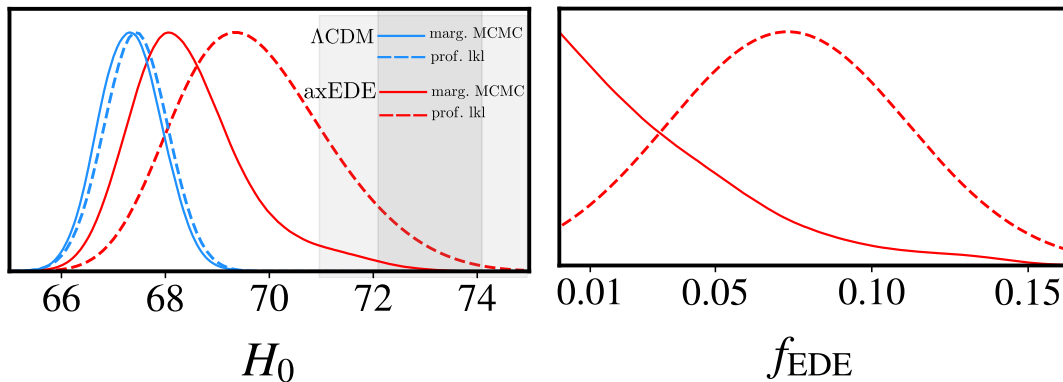 ΛCDM
marg. MCMC
prof. lkl
axEDE
marg. MCMC
prof. lkl
66 68 70 72 74
H₀
0.01 0.05 0.10 0.15
f_EDE